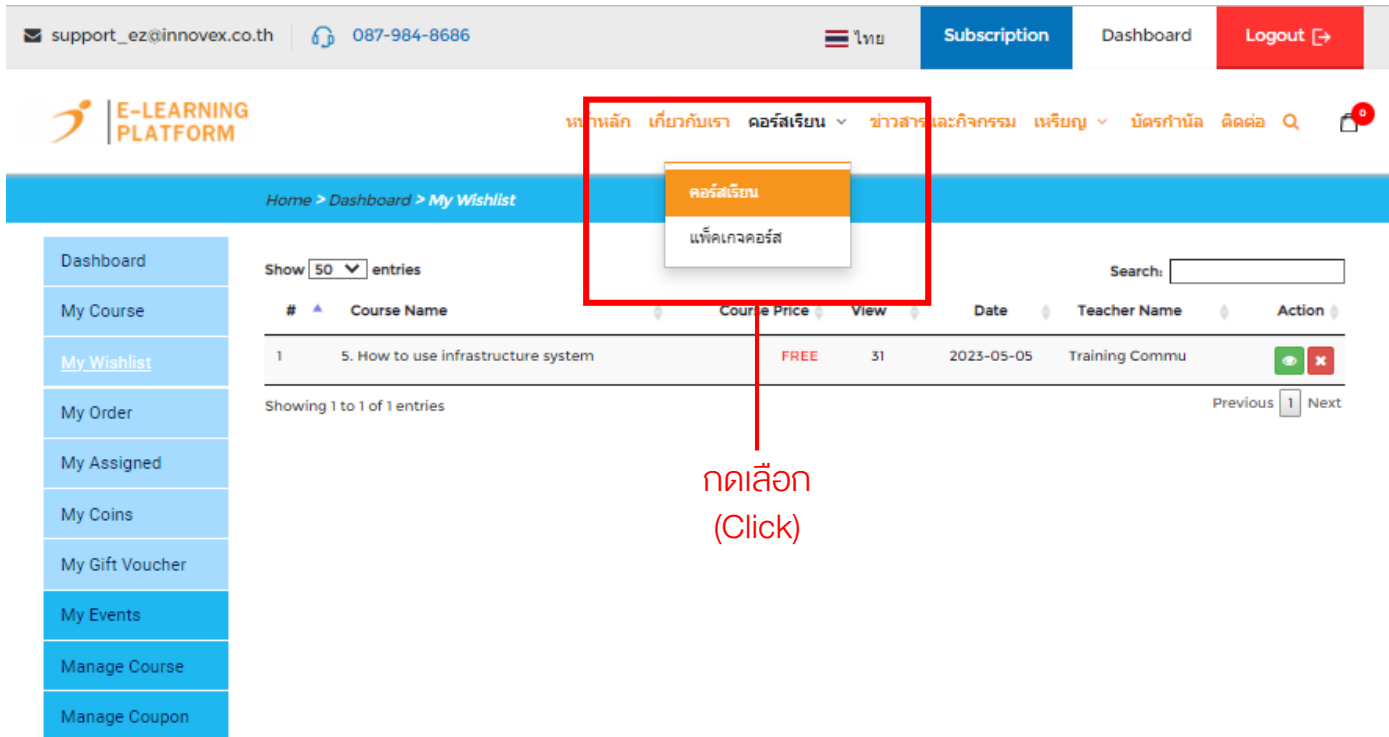 support_ez@innovex.co.th 087-984-8686 ไทย Subscription Dashboard Logout
E-LEARNING
PLATFORM
หน้าหลัก เกี่ยวกับเรา คอร์สเรียน ข่าวสารและกิจกรรม เหรียญ บัตรกำนัล ติดต่อ 0
Home > Dashboard > My Wishlist
คอร์สเรียน
แพ็คเกจคอร์ส
Dashboard
My Course
My Wishlist
My Order
My Assigned
My Coins
My Gift Voucher
My Events
Manage Course
Manage Coupon
Show 50 entries Search:
# Course Name Course Price View Date Teacher Name Action
1 5. How to use infrastructure system FREE 31 2023-05-05 Training Commu
Showing 1 to 1 of 1 entries Previous 1 Next
กดเลือก
(Click)